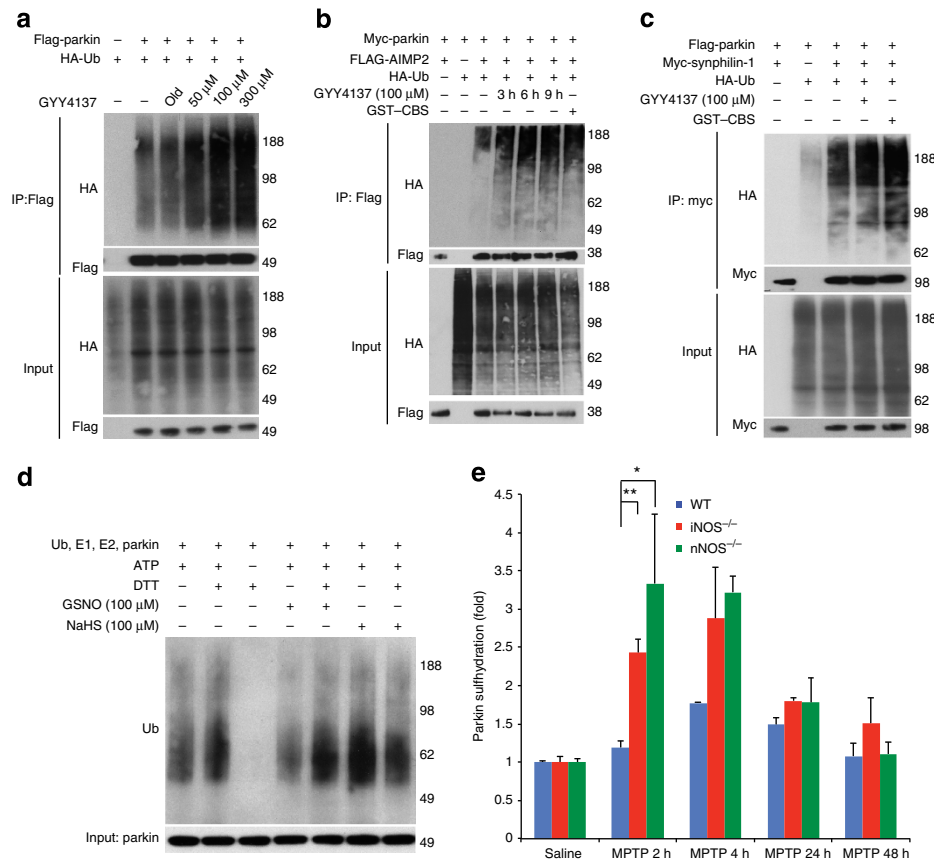 a
Flag-parkin – + + + + +
HA-Ub + + + + + +
GYY4137 – – Old 50 μM 100 μM 300 μM
IP:Flag
HA
188
98
62
Flag
49
Input
HA
188
98
62
49
Flag
49
b
Myc-parkin + + + + + + +
FLAG-AIMP2 + – + + + + +
HA-Ub – + + + + + +
GYY4137 (100 μM) – – – 3 h 6 h 9 h –
GST–CBS – – – – – – +
IP: Flag
HA
188
98
62
49
Flag
38
Input
HA
188
98
62
49
Flag
38
c
Flag-parkin + + + + +
Myc-synphilin-1 + – + + +
HA-Ub – + + + +
GYY4137 (100 μM) – – – + –
GST–CBS – – – – +
IP: myc
HA
188
98
62
Myc
98
Input
HA
188
98
62
Myc
98
d
Ub, E1, E2, parkin + + + + + + +
ATP + + – + + + +
DTT – + + – + – +
GSNO (100 μM) – – – + + – –
NaHS (100 μM) – – – – – + +
Ub
188
98
62
49
Input: parkin
49
e
Parkin sulfhydration (fold)
4.5
4
3.5
3
2.5
2
1.5
1
0.5
0
*
**
WT
iNOS–/–
nNOS–/–
Saline MPTP 2 h MPTP 4 h MPTP 24 h MPTP 48 h